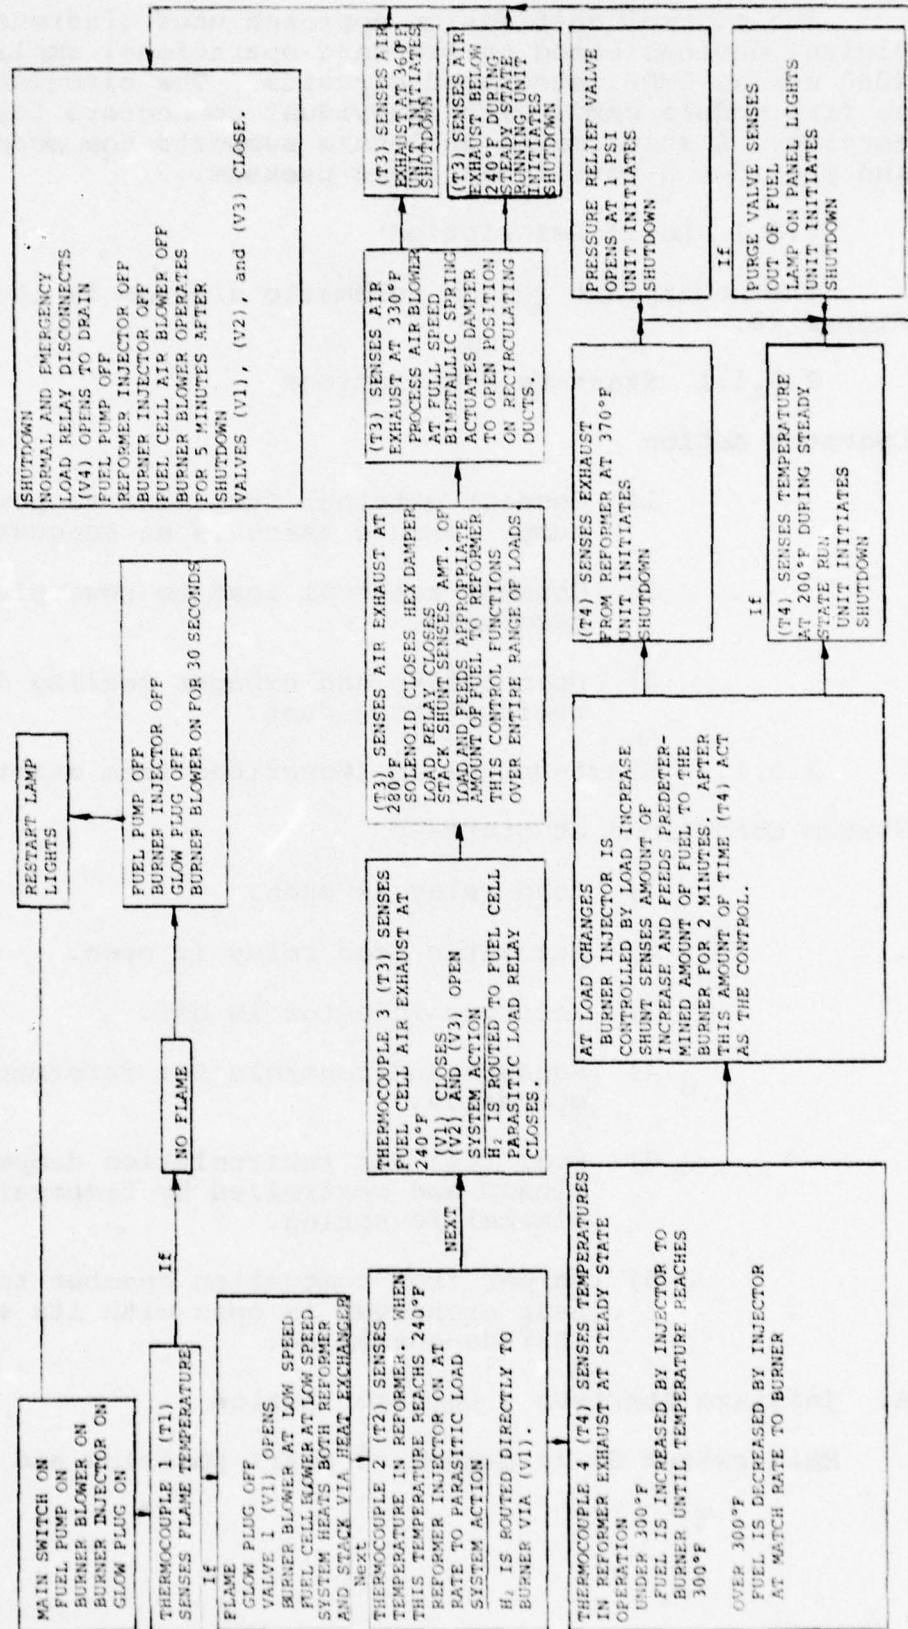 MAIN SWITCH ON
FUEL PUMP ON
BURNER BLOWER ON
BURNER INJECTOR ON
GLOW PLUG ON
THERMOCOUPLE 1 (T1)
SENSES FLAME TEMPERATURE
If
NO FLAME
RESTART LAMP
LIGHTS
FUEL PUMP OFF
BURNER INJECTOR OFF
GLOW PLUG OFF
BURNER BLOWER ON FOR 30 SECONDS
If
FLAME
GLOW PLUG OFF
VALVE 1 (V1) OPENS
BURNER BLOWER AT LOW SPEED
FUEL CELL BLOWER AT LOW SPEED
SYSTEM HEATS BOTH REFORMER
AND STACK VIA HEAT EXCHANGER
Next
THERMOCUPLE 2 (T2) SENSES
TEMPERATURE IN REFORMER. WHEN
THIS TEMPERATURE REACHS 240°F
REFORMER INJECTOR ON AT
RATE TO PARASTIC LOAD
SYSTEM ACTION
H₂ IS ROUTED DIRECTLY TO
BURNER VIA (V1).
NEXT
THERMOCOUPLE 3 (T3) SENSES
FUEL CELL AIR EXHAUST AT
240°F
(V1) CLOSES
(V2) AND (V3) OPEN
SYSTEM ACTION
H₂ IS ROUTED TO FUEL CELL
PARASITIC LOAD RELAY
CLOSES.
(T3) SENSES AIR EXHAUST AT
280°F
SOLENOID CLOSES HEX DAMPER
LOAD RELAY CLOSES
STACK SHUNT SENSES AMT. OF
LOAD AND FEEDS APPROPIATE
AMOUNT OF FUEL TO REFORMER
THIS CONTROL FUNCTIONS
OVER ENTIRE RANGE OF LOADS
(T3) SENSES AIR
EXHAUST AT 330°F
PROCESS AIR BLOWER
AT FULL SPEED
BIMETALLIC SPRING
ACTUATES DAMPER
TO OPEN POSITION
ON RECIRCULATING
DUCTS.
(T3) SENSES AIR
EXHAUST AT 360°F
UNIT INITIATES
SHUTDOWN
(T3) SENSES AIR
EXHAUST BELOW
240°F DURING
STEADY STATE
RUNNING UNIT
INITIATES
SHUTDOWN
SHUTDOWN
NORMAL AND EMERGENCY
LOAD RELAY DISCONNECTS
(V4) OPENS TO DRAIN
FUEL PUMP OFF
REFORMER INJECTOR OFF
BURNER INJECTOR OFF
FUEL CELL AIR BLOWER OFF
BURNER BLOWER OPERATES
FOR 5 MINUTES AFTER
SHUTDOWN
VALVES (V1), (V2) and (V3) CLOSE.
THERMOCOUPLE 4 (T4) SENSES TEMPERATURES
IN REFORMER EXHAUST AT STEADY STATE
OPERATION
UNDER 300°F
FUEL IS INCREASED BY INJECTOR TO
BURNER UNTIL TEMPERATURE REACHES
300°F
OVER 300°F
FUEL IS DECREASED BY INJECTOR
AT MATCH RATE TO BURNER
AT LOAD CHANGES
BURNER INJECTOR IS
CONTROLLED BY LOAD INCREASE
SHUNT SENSES AMOUNT OF
INCREASE AND FEEDS PREDETER-
MINED AMOUNT OF FUEL TO THE
BURNER FOR 2 MINUTES. AFTER
THIS AMOUNT OF TIME (T4) ACT
AS THE CONTROL.
(T4) SENSES EXHAUST
FROM REFORMER AT 370°F
UNIT INITIATES
SHUTDOWN
If
(T4) SENSES TEMPERATURE
AT 200°F DURING STEADY
STATE RUN
UNIT INITIATES
SHUTDOWN
PRESSURE RELIEF VALVE
OPENS AT 1 PSI
UNIT INITIATES
SHUTDOWN
If
PURGE VALVE SENSES
OUT OF FUEL
LAMP ON PANEL LIGHTS
UNIT INITIATES
SHUTDOWN